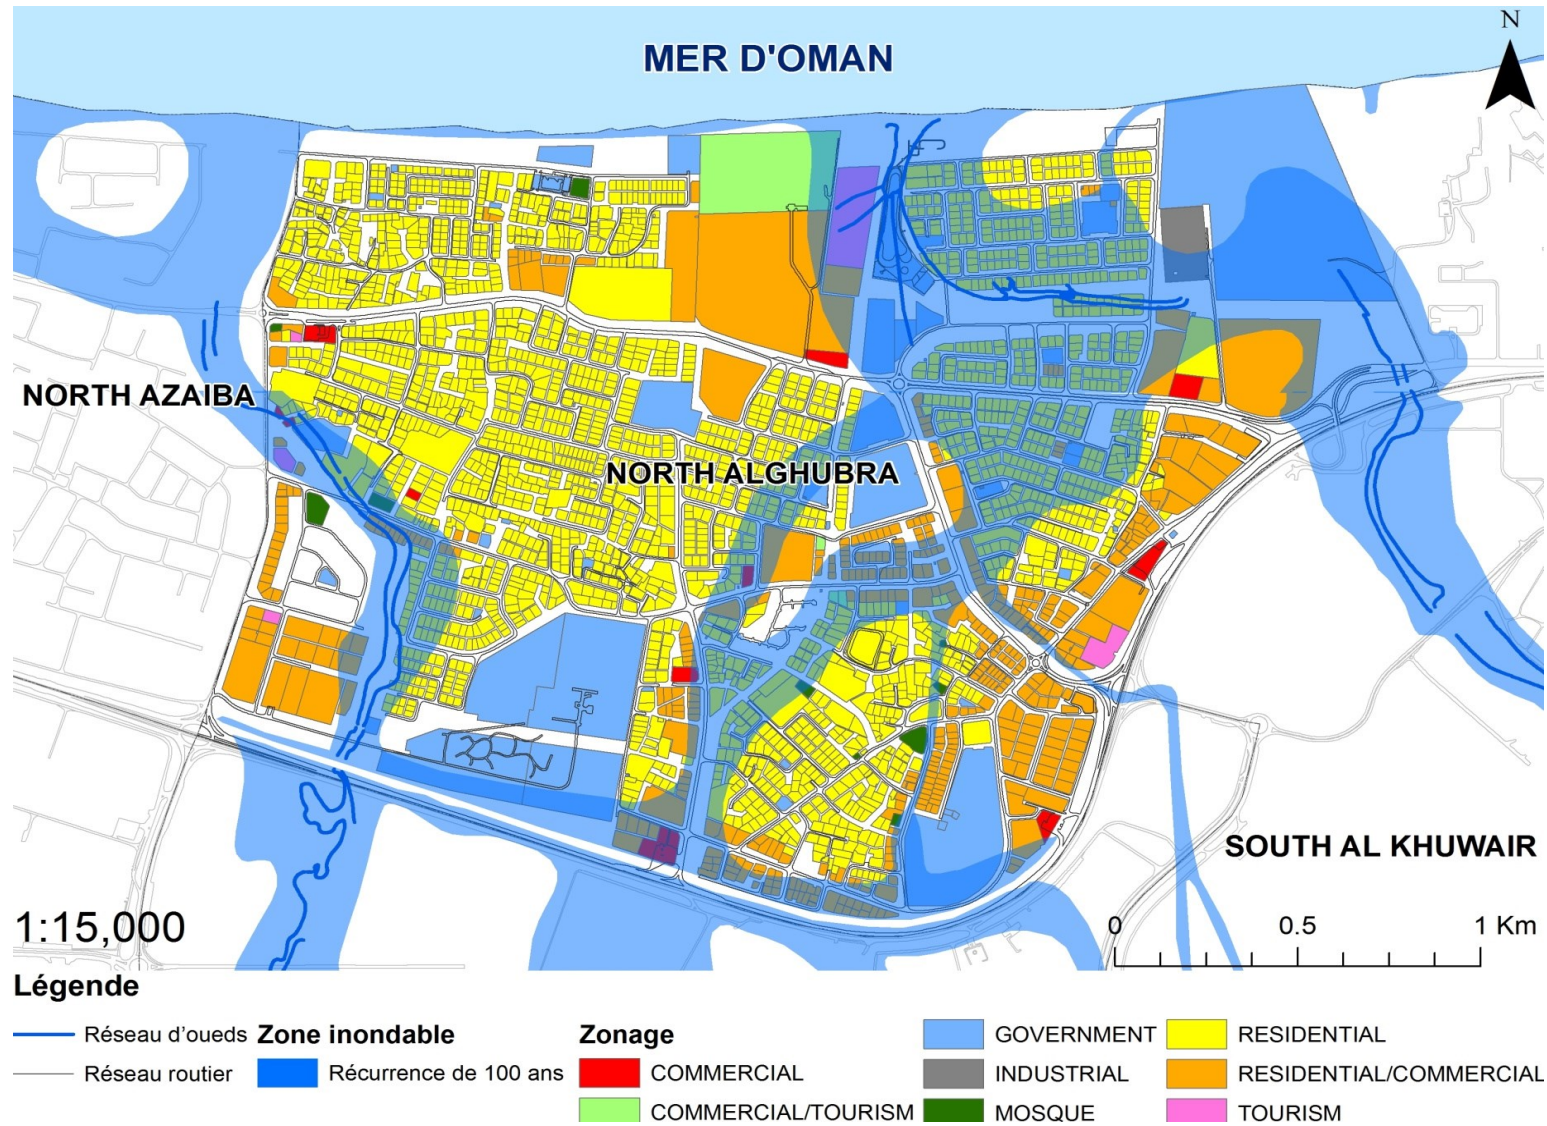 N
MER D'OMAN
NORTH AZAIBA
NORTH ALGHUBRA
SOUTH AL KHUWAIR
1:15,000
0 0.5 1 Km
Légende
Réseau d'oueds
Réseau routier
Zone inondable
Récurrence de 100 ans
Zonage
COMMERCIAL
COMMERCIAL/TOURISM
GOVERNMENT
INDUSTRIAL
MOSQUE
RESIDENTIAL
RESIDENTIAL/COMMERCIAL
TOURISM